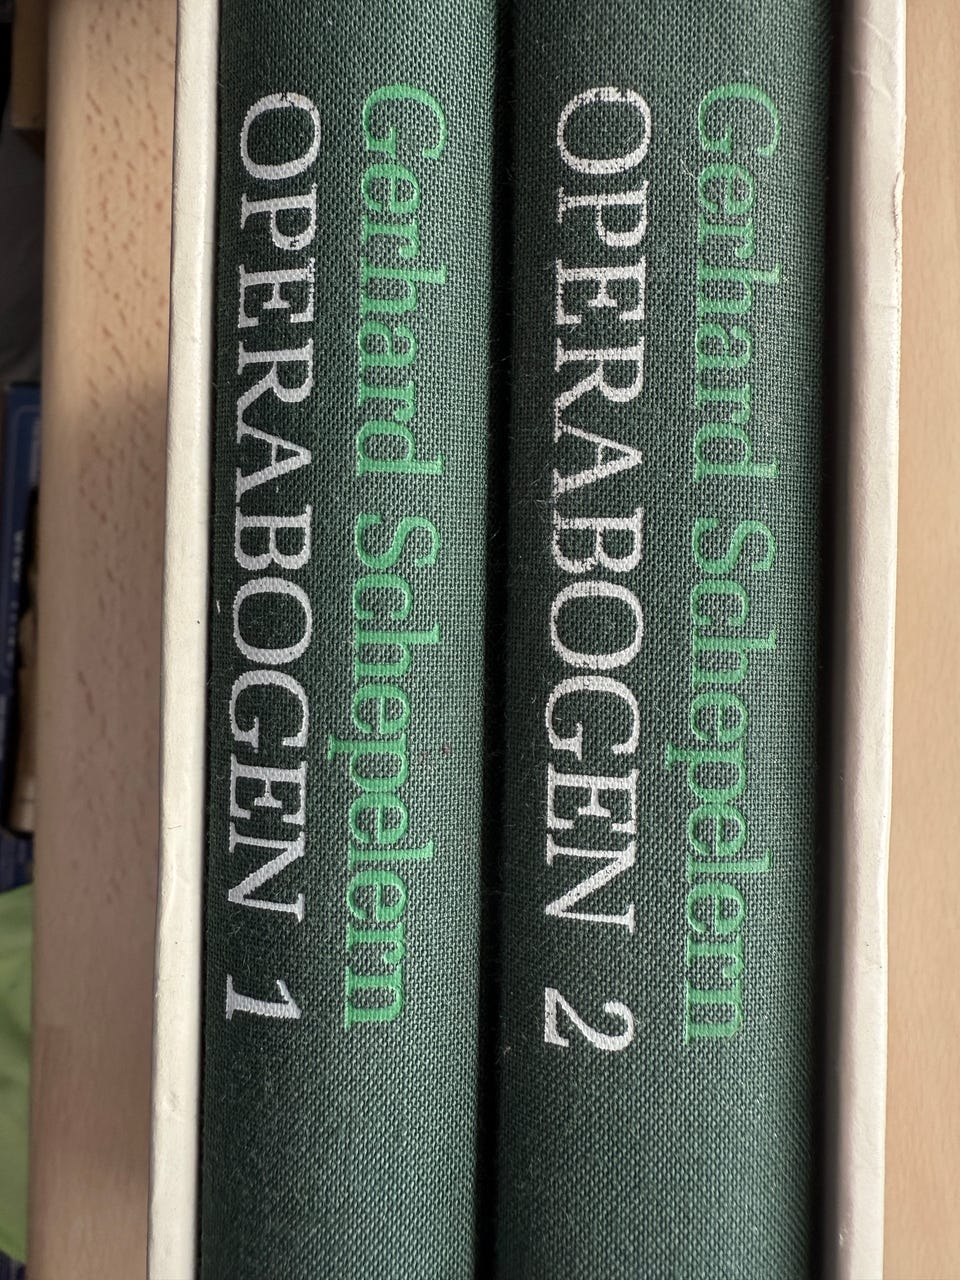 Gerhard Schepelern
OPERABOGEN 1
Gerhard Schepelern
OPERABOGEN 2